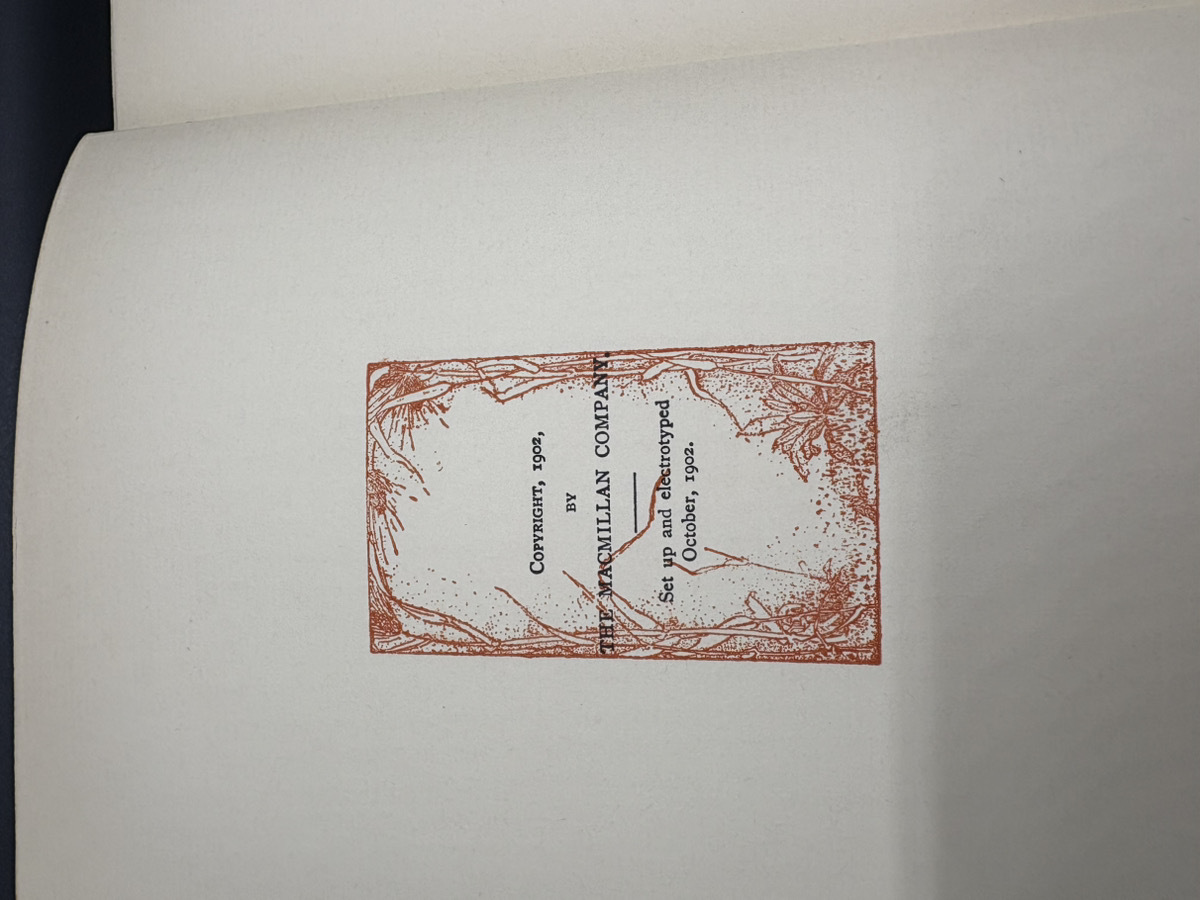 COPYRIGHT, 1902,
BY
THE MACMILLAN COMPANY.
Set up and electrotyped
October, 1902.